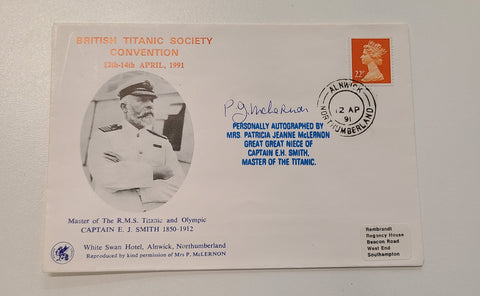 BRITISH TITANIC SOCIETY
CONVENTION
12th-14th APRIL, 1991
22
ALNWICK
12 AP
91
NORTHUMBERLAND
P J McLernon
PERSONALLY AUTOGRAPHED BY
MRS. PATRICIA JEANNE McLERNON
GREAT GREAT NIECE OF
CAPTAIN E.H. SMITH,
MASTER OF THE TITANIC.
Master of The R.M.S. Titanic and Olympic
CAPTAIN E. J. SMITH 1850-1912
White Swan Hotel, Alnwick, Northumberland
Reproduced by kind permission of Mrs P. McLERNON
Rembrandt
Regency House
Beacon Road
West End
Southampton